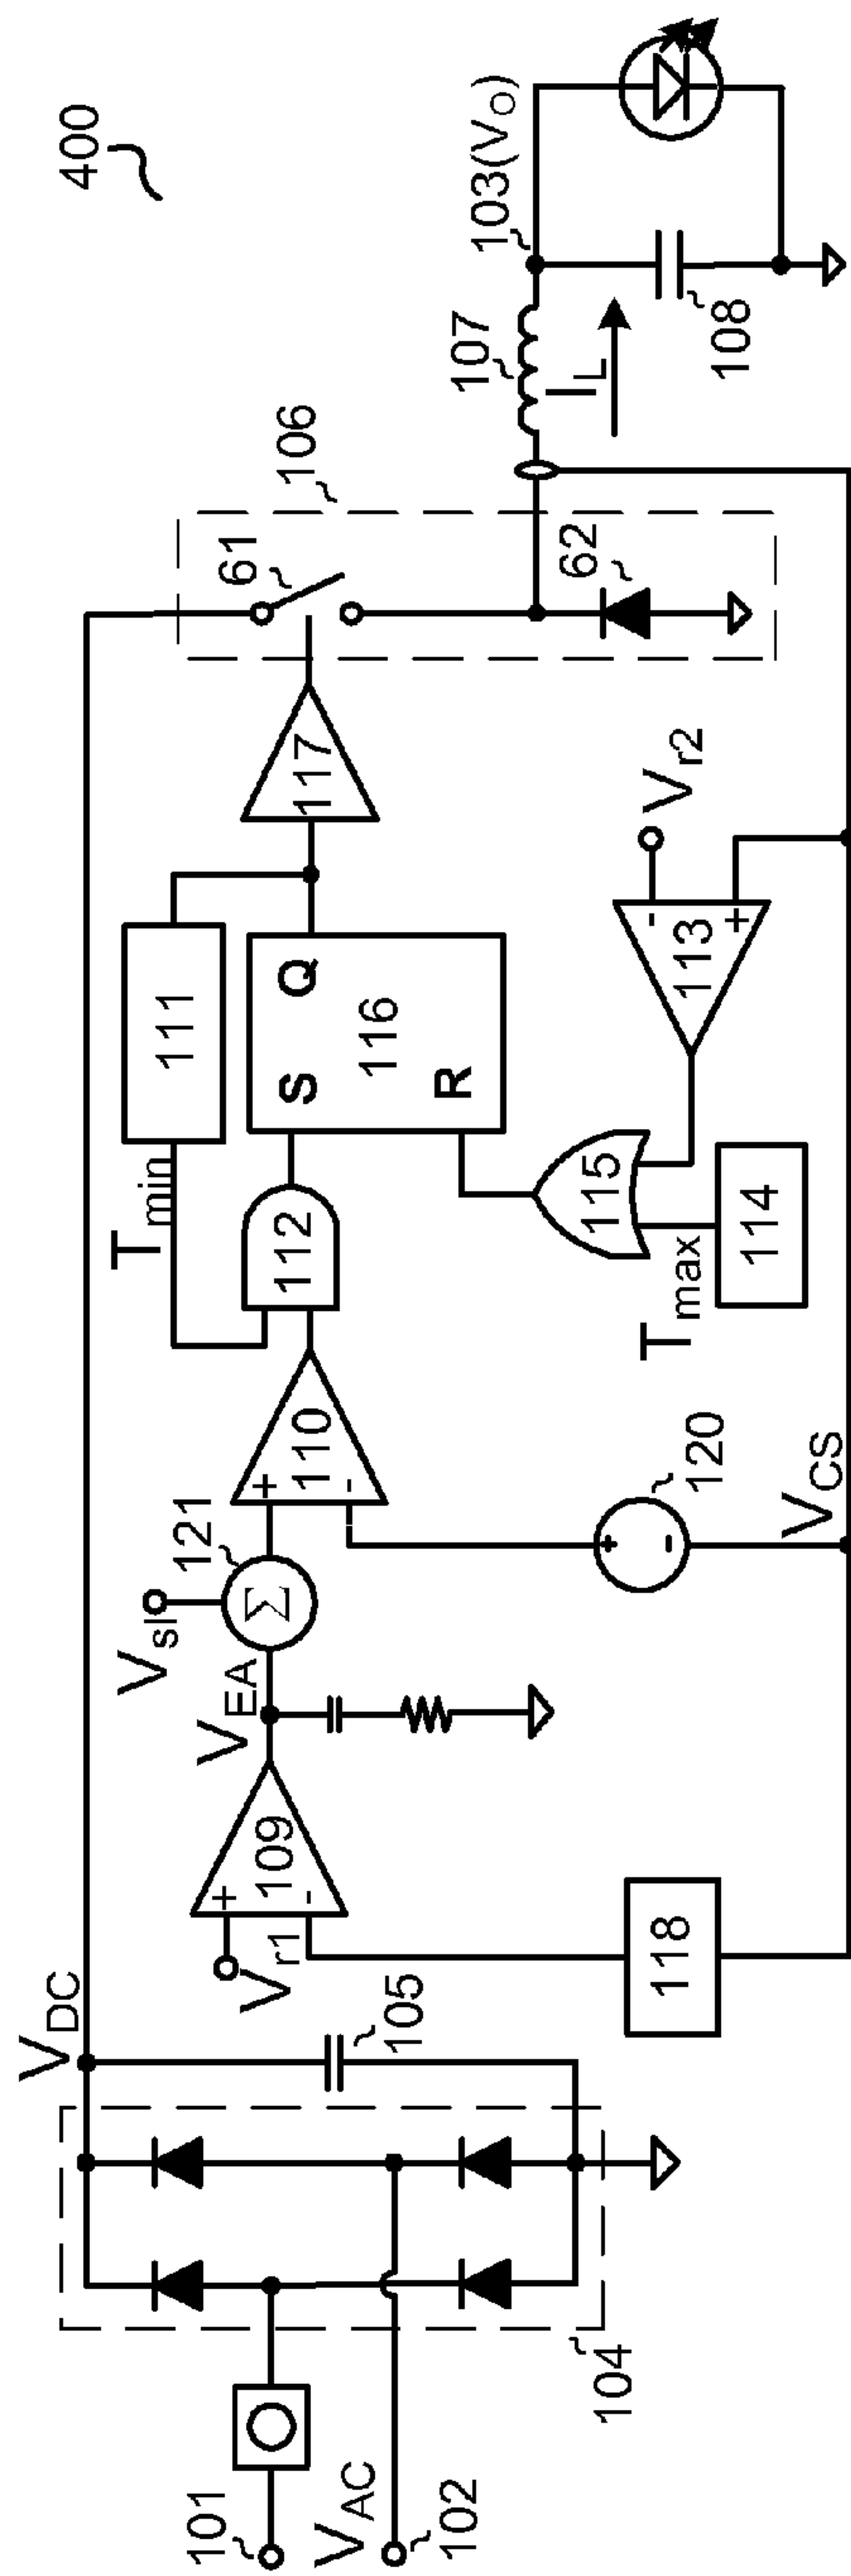 400
101
V_AC
102
104
V_DC
105
V_r1
+
-
109
118
V_EA
V_sl
121
Σ
+
-
110
120
+
-
V_CS
T_min
111
112
S
Q
R
116
T_max
114
115
113
-
+
V_r2
117
61
62
106
107
I_L
103(V_O)
108